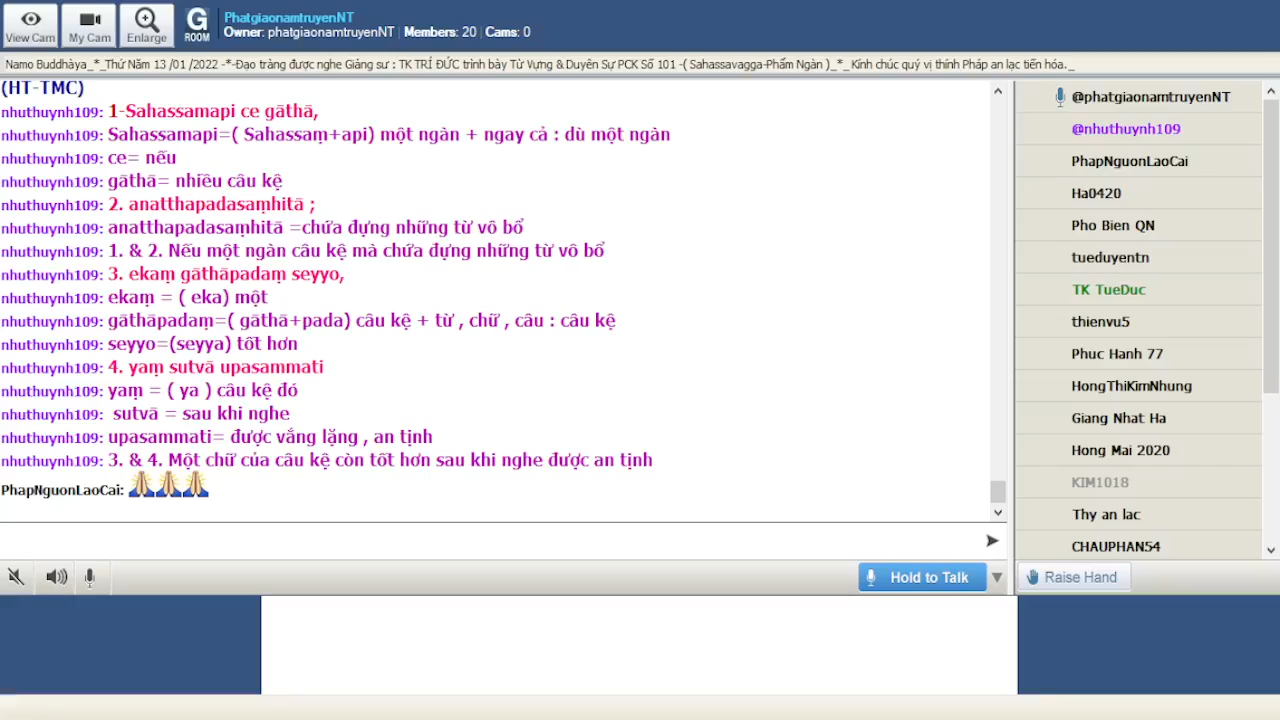 View Cam
My Cam
Enlarge
G
ROOM
PhatgiaonamtruyenNT
Owner: phatgiaonamtruyenNT | Members: 20 | Cams: 0
Namo Buddhàya_*_Thứ Năm 13 /01 /2022 -*-Đạo tràng được nghe Giảng sư : TK TRÍ ĐỨC trình bày Từ Vựng & Duyên Sự PCK Số 101 -( Sahassavagga-Phẩm Ngàn )_*_ Kính chúc quý vị thính Pháp an lạc tiến hóa._
(HT-TMC)
nhuthuynh109: 1-Sahassamapi ce gāthā,
nhuthuynh109: Sahassamapi=( Sahassaṃ+api) một ngàn + ngay cả : dù một ngàn
nhuthuynh109: ce= nếu
nhuthuynh109: gāthā= nhiều câu kệ
nhuthuynh109: 2. anatthapadasaṃhitā ;
nhuthuynh109: anatthapadasaṃhitā =chứa đựng những từ vô bổ
nhuthuynh109: 1. & 2. Nếu một ngàn câu kệ mà chứa đựng những từ vô bổ
nhuthuynh109: 3. ekaṃ gāthāpadaṃ seyyo,
nhuthuynh109: ekaṃ = ( eka) một
nhuthuynh109: gāthāpadaṃ=( gāthā+pada) câu kệ + từ , chữ , câu : câu kệ
nhuthuynh109: seyyo=(seyya) tốt hơn
nhuthuynh109: 4. yaṃ sutvā upasammati
nhuthuynh109: yaṃ = ( ya ) câu kệ đó
nhuthuynh109: sutvā = sau khi nghe
nhuthuynh109: upasammati= được vắng lặng , an tịnh
nhuthuynh109: 3. & 4. Một chữ của câu kệ còn tốt hơn sau khi nghe được an tịnh
PhapNguonLaoCai:
@phatgiaonamtruyenNT
@nhuthuynh109
PhapNguonLaoCai
Ha0420
Pho Bien QN
tueduyentn
TK TueDuc
thienvu5
Phuc Hanh 77
HongThiKimNhung
Giang Nhat Ha
Hong Mai 2020
KIM1018
Thy an lac
CHAUPHAN54
Hold to Talk
Raise Hand